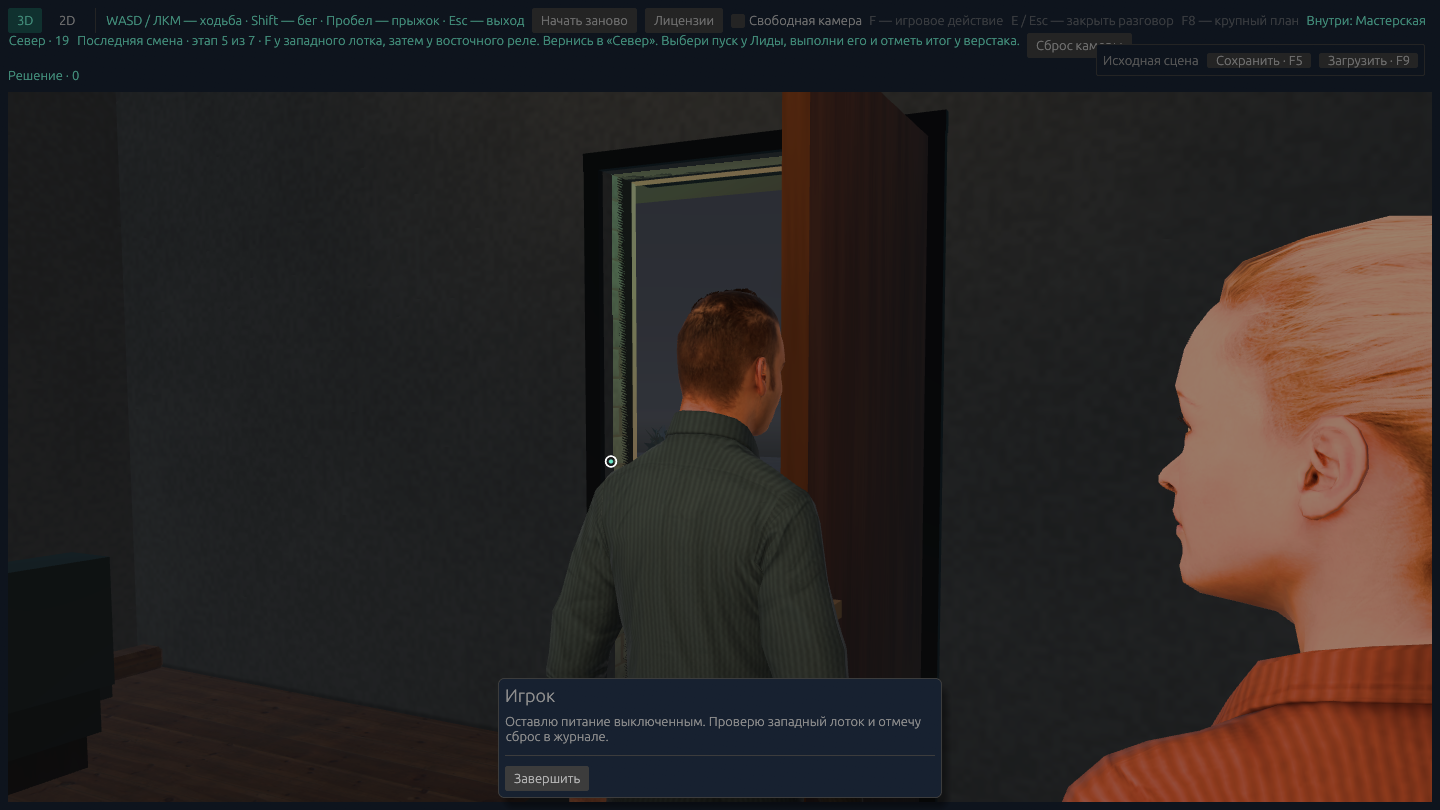 3D 2D WASD / ЛКМ — ходьба · Shift — бег · Пробел — прыжок · Esc — выход Начать заново Лицензии Свободная камера F — игровое действие E / Esc — закрыть разговор F8 — крупный план Внутри: Мастерская
Север · 19 Последняя смена · этап 5 из 7 · F у западного лотка, затем у восточного реле. Вернись в «Север». Выбери пуск у Лиды, выполни его и отметь итог у верстака. Сброс
Исходная сцена Сохранить · F5 Загрузить · F9
Решение · 0
Игрок
Оставлю питание выключенным. Проверю западный лоток и отмечу
сброс в журнале.
Завершить